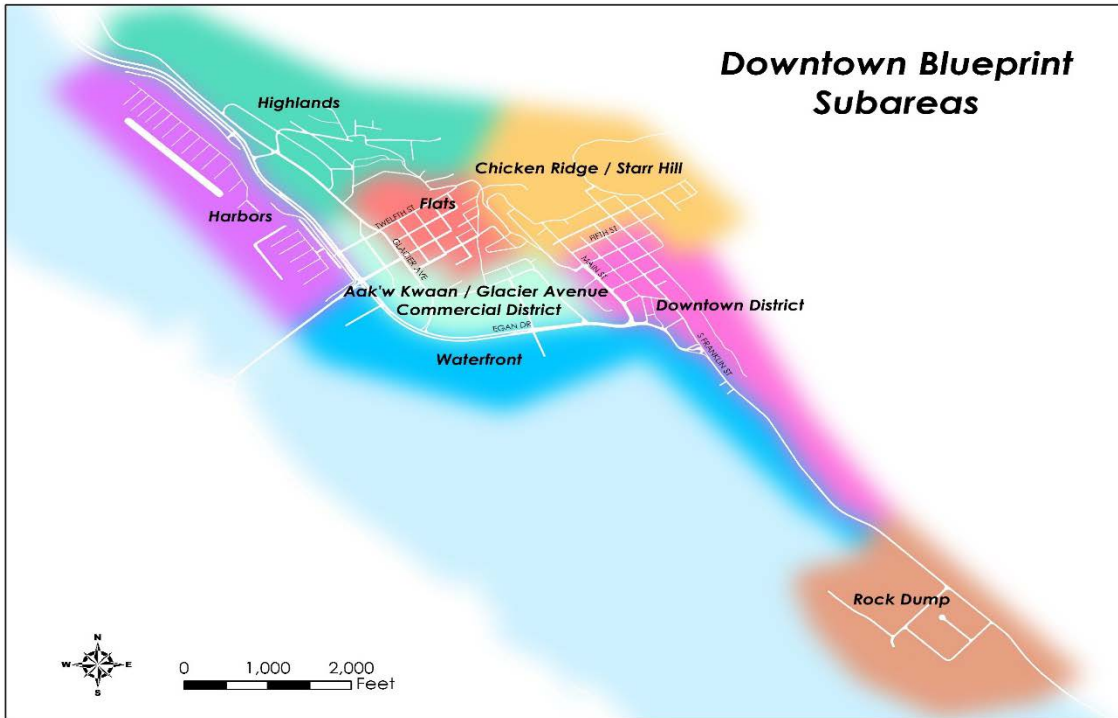 Downtown Blueprint
Subareas
Highlands
Chicken Ridge / Starr Hill
Flats
TWELFTH ST
Harbors
FIFTH ST
GLACIER AVE
MAIN ST
Aak'w Kwaan / Glacier Avenue
Commercial District
Downtown District
EGAN DR
Waterfront
S FRANKLIN ST
Rock Dump
N
W
E
S
0 1,000 2,000
Feet